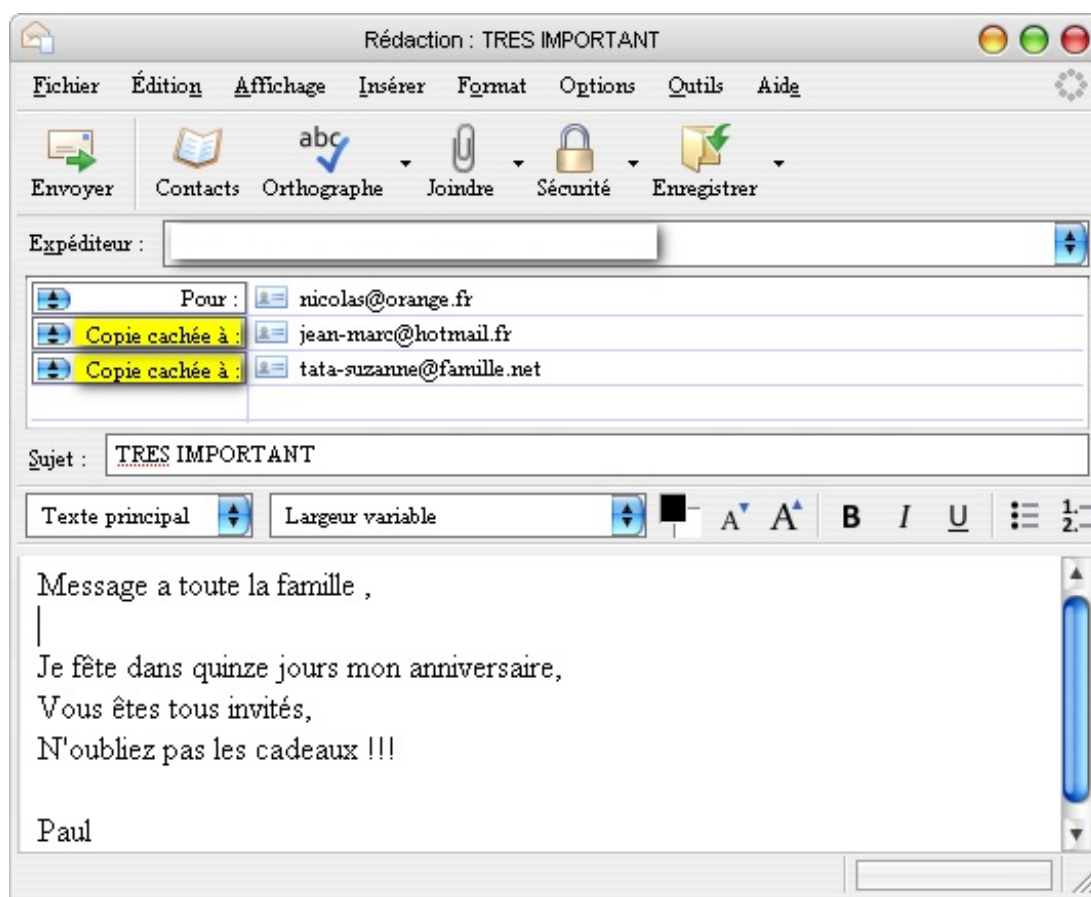 Rédaction : TRES IMPORTANT
Fichier Édition Affichage Insérer Format Options Outils Aide
abc
Envoyer Contacts Orthographe Joindre Sécurité Enregistrer
Expéditeur :
Pour : nicolas@orange.fr
Copie cachée à : jean-marc@hotmail.fr
Copie cachée à : tata-suzanne@famille.net
Sujet : TRES IMPORTANT
Texte principal Largeur variable A A B I U 1. 2.
Message a toute la famille ,
Je fête dans quinze jours mon anniversaire,
Vous êtes tous invités,
N'oubliez pas les cadeaux !!!
Paul